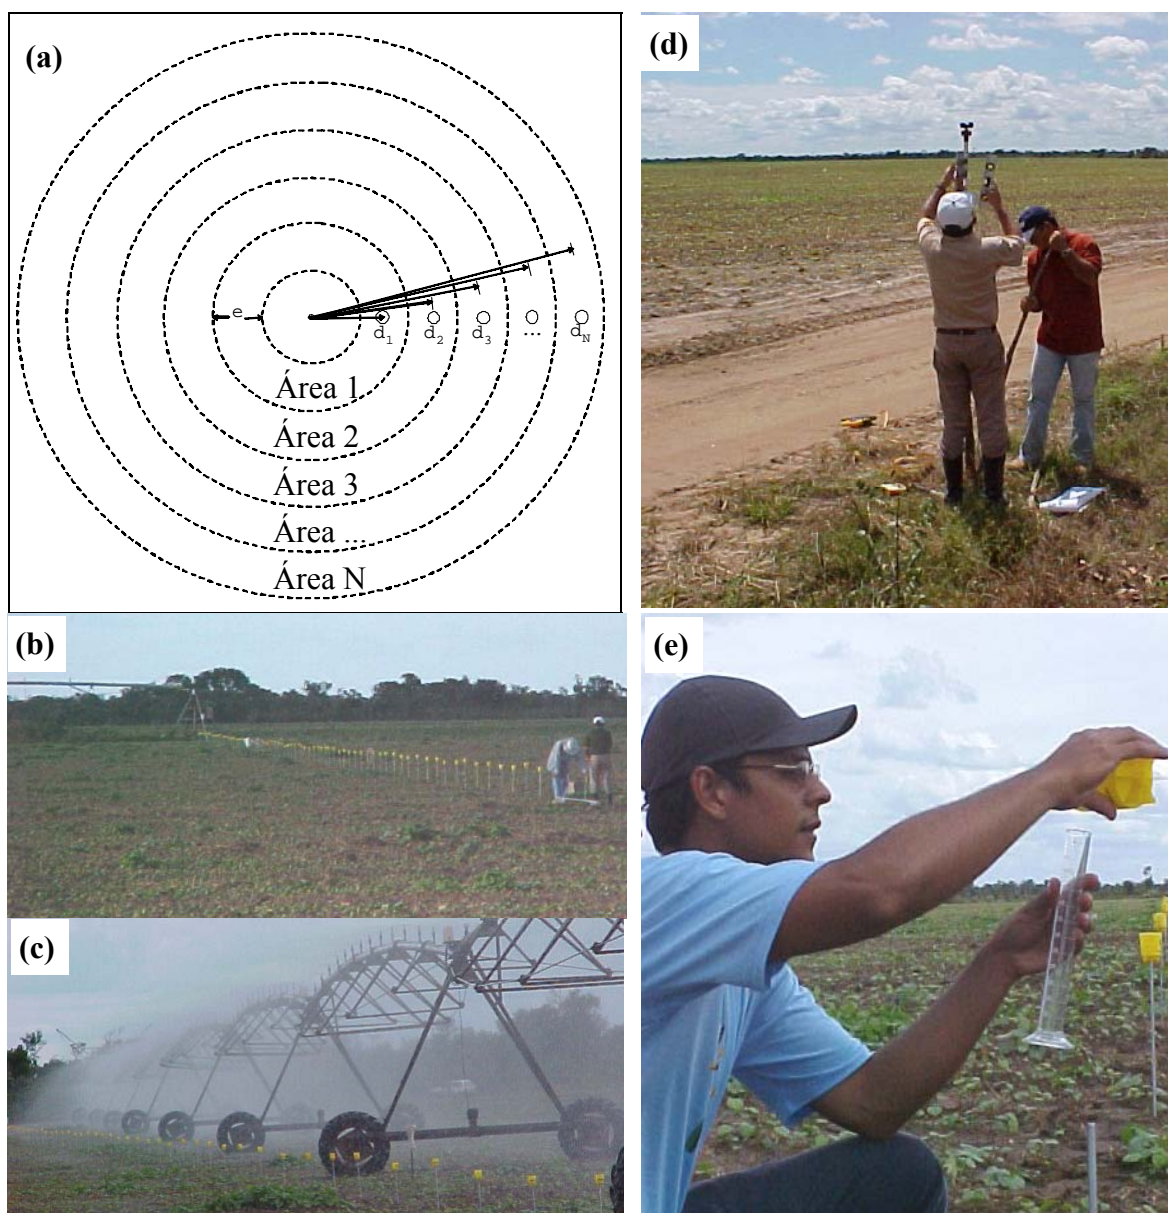 (a)
e
d1
d2
d3
...
dN
Área 1
Área 2
Área 3
Área ...
Área N
(b)
(c)
(d)
(e)